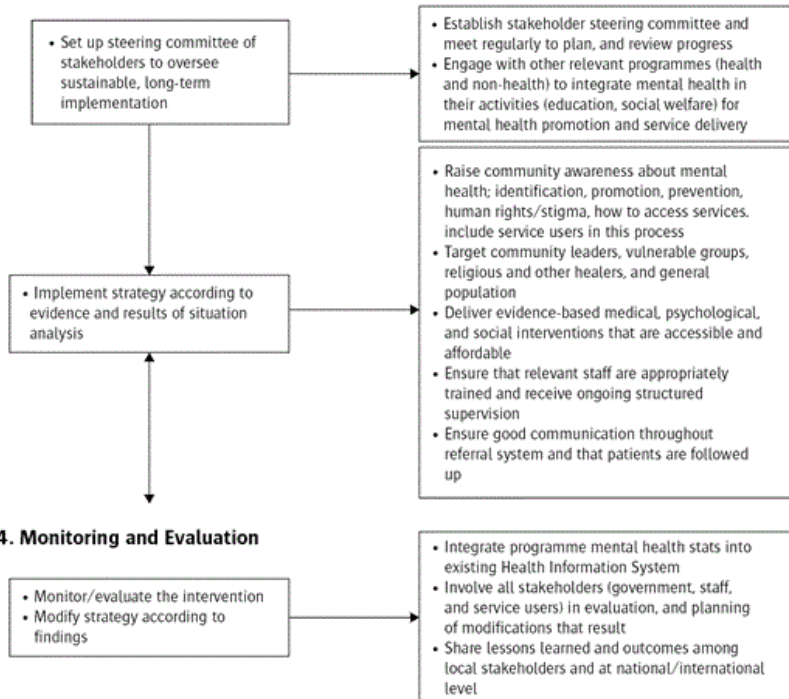 • Set up steering committee of
stakeholders to oversee
sustainable, long-term
implementation
• Establish stakeholder steering committee and
meet regularly to plan, and review progress
• Engage with other relevant programmes (health
and non-health) to integrate mental health in
their activities (education, social welfare) for
mental health promotion and service delivery
• Implement strategy according to
evidence and results of situation
analysis
• Raise community awareness about mental
health; identification, promotion, prevention,
human rights/stigma, how to access services.
include service users in this process
• Target community leaders, vulnerable groups,
religious and other healers, and general
population
• Deliver evidence-based medical, psychological,
and social interventions that are accessible and
affordable
• Ensure that relevant staff are appropriately
trained and receive ongoing structured
supervision
• Ensure good communication throughout
referral system and that patients are followed
up
4. Monitoring and Evaluation
• Monitor/evaluate the intervention
• Modify strategy according to
findings
• Integrate programme mental health stats into
existing Health Information System
• Involve all stakeholders (government, staff,
and service users) in evaluation, and planning
of modifications that result
• Share lessons learned and outcomes among
local stakeholders and at national/international
level